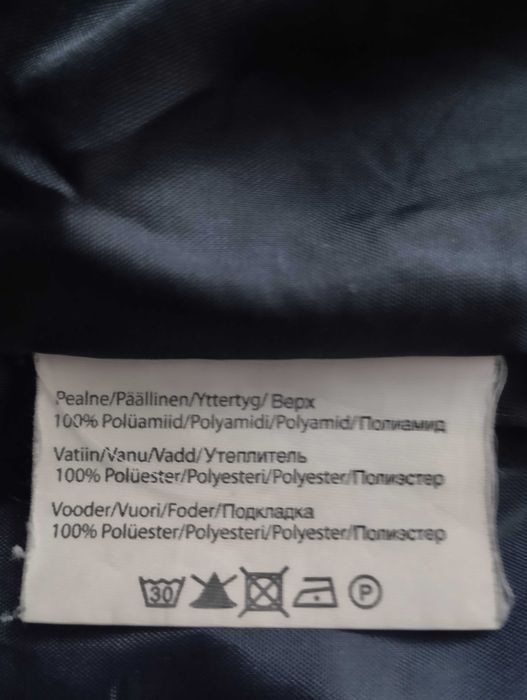 Pealne/Päällinen/Yttertyg/ Верх
100% Polüamiid/Polyamidi/Polyamid/Полиамид
Vatiin/Vanu/Vadd/Утеплитель
100% Polüester/Polyesteri/Polyester/Полиэстер
Vooder/Vuori/Foder/Подкладка
100% Polüester/Polyesteri/Polyester/Полиэстер
30 P